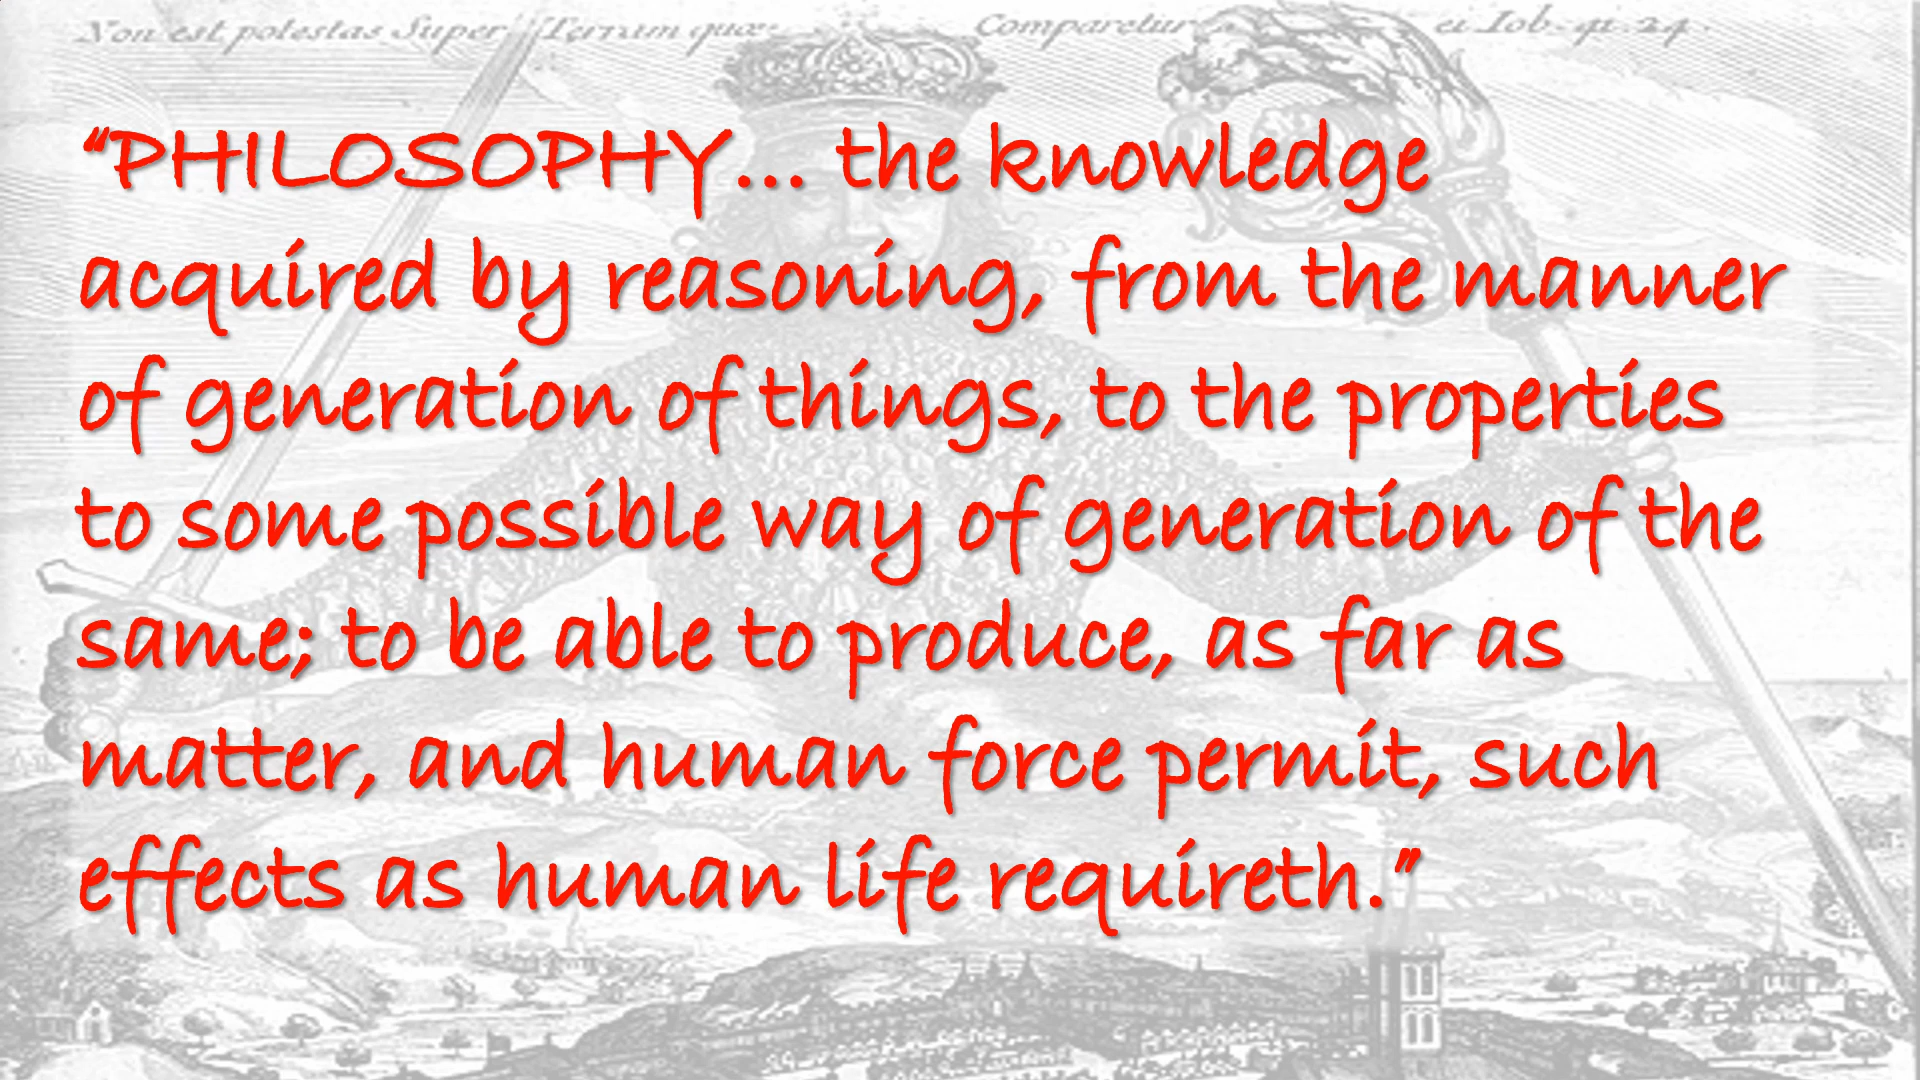 Non est potestas Super Terram quae Comparetur ei Iob. 41. 24.
“PHILOSOPHY... the knowledge
acquired by reasoning, from the manner
of generation of things, to the properties
to some possible way of generation of the
same; to be able to produce, as far as
matter, and human force permit, such
effects as human life requireth.”